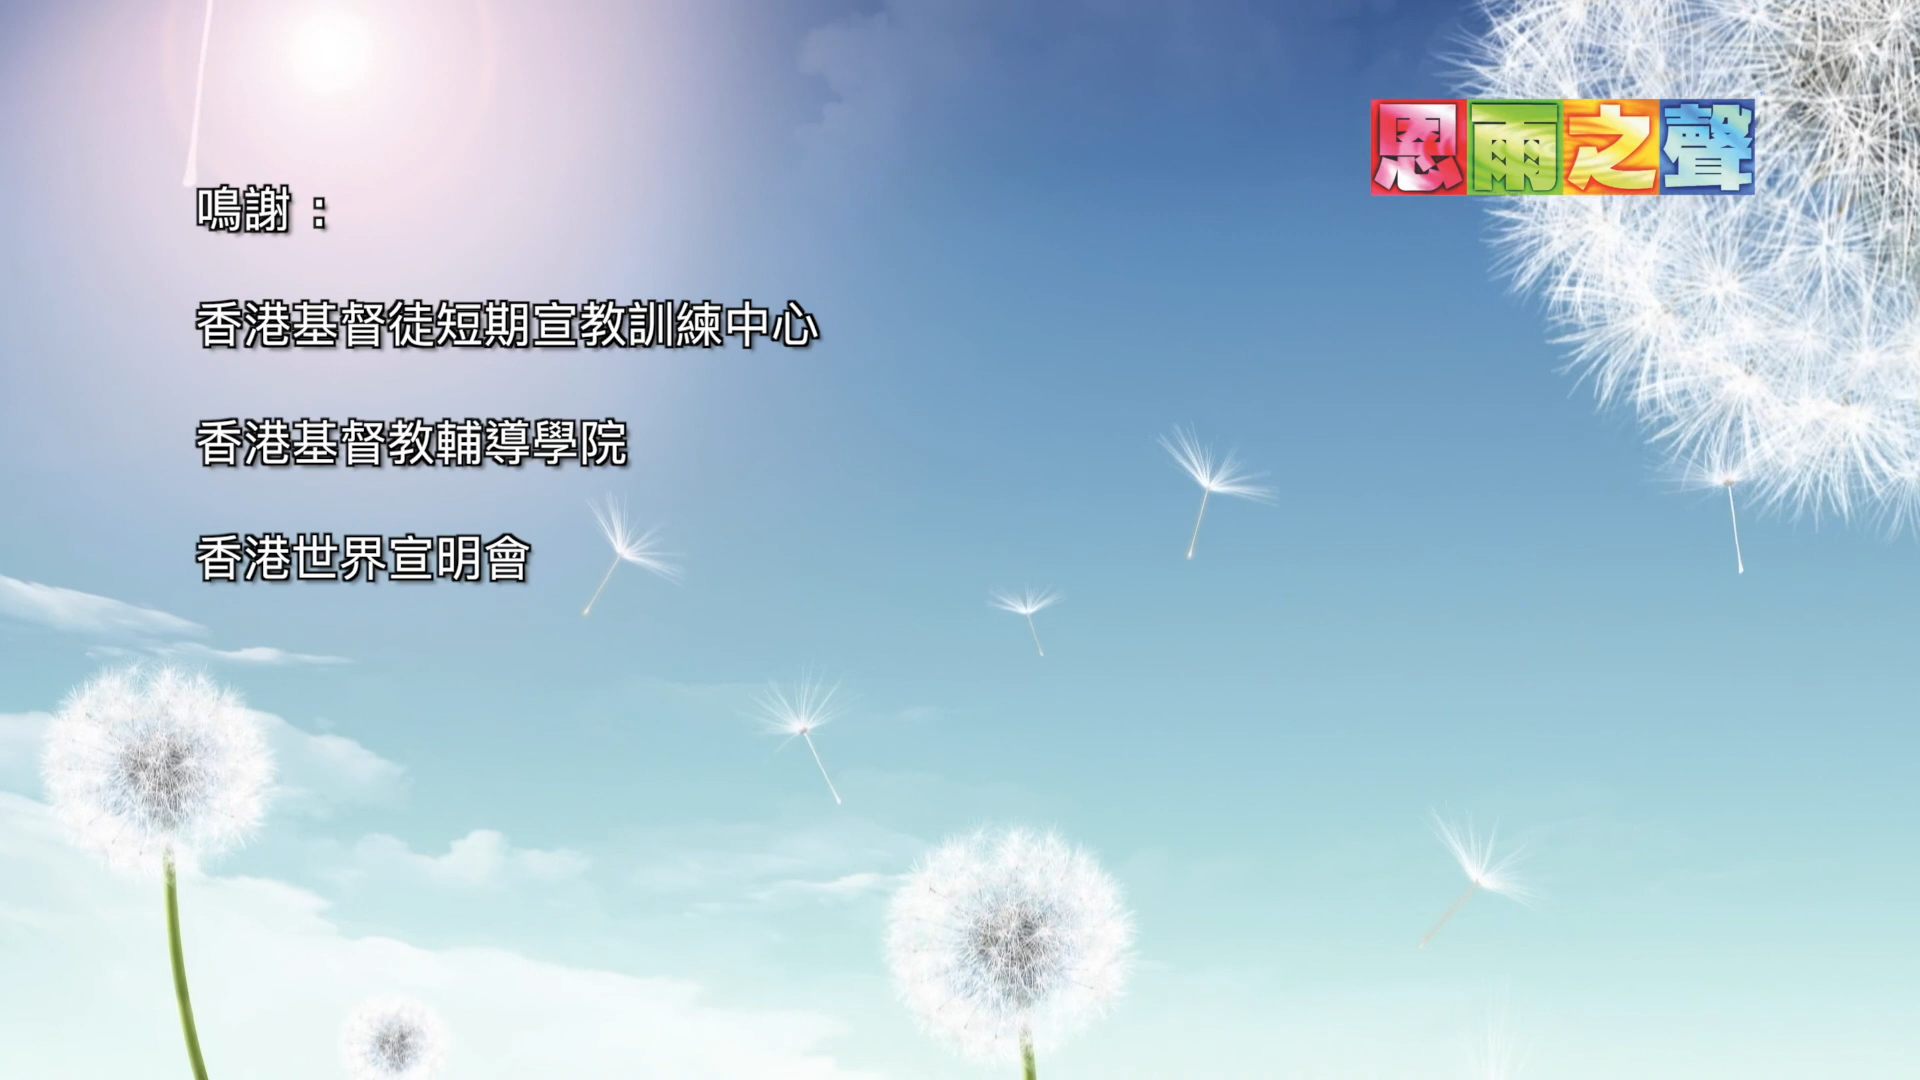 恩雨之聲
鳴謝：
香港基督徒短期宣教訓練中心
香港基督教輔導學院
香港世界宣明會